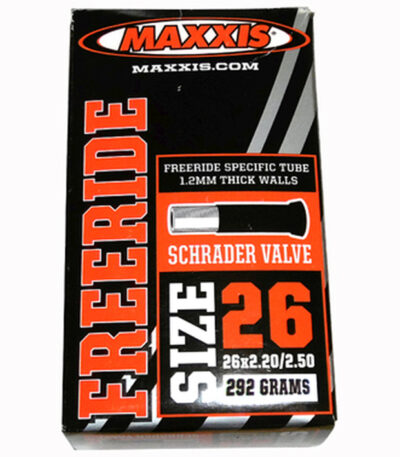 MAXXIS
MAXXIS.COM
FREERIDE
FREERIDE SPECIFIC TUBE
1.2MM THICK WALLS
SCHRADER VALVE
SIZE
26
26x2.20/2.50
292 GRAMS